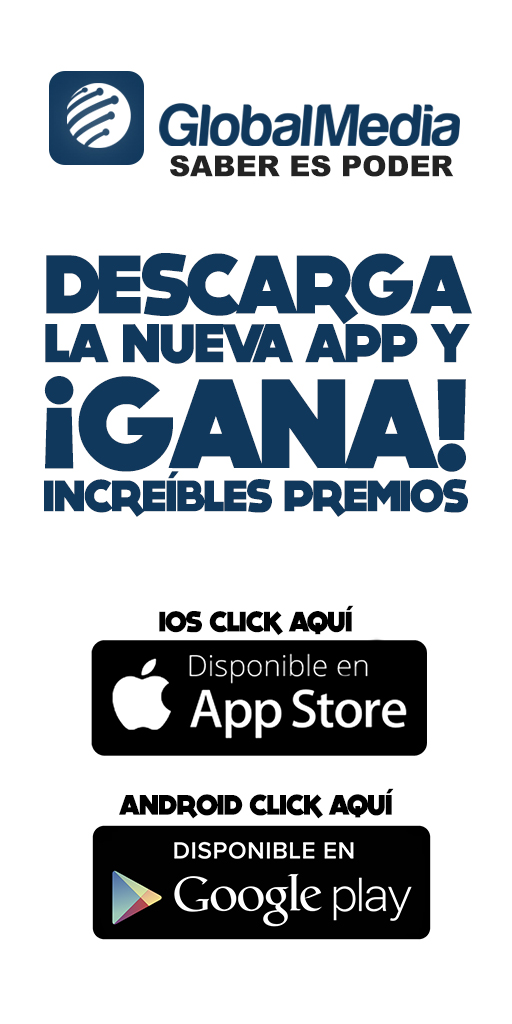 GlobalMedia
SABER ES PODER
DESCARGA
LA NUEVA APP Y
¡GANA!
INCREÍBLES PREMIOS
IOS CLICK AQUÍ
Disponible en
App Store
ANDROID CLICK AQUÍ
DISPONIBLE EN
Google play